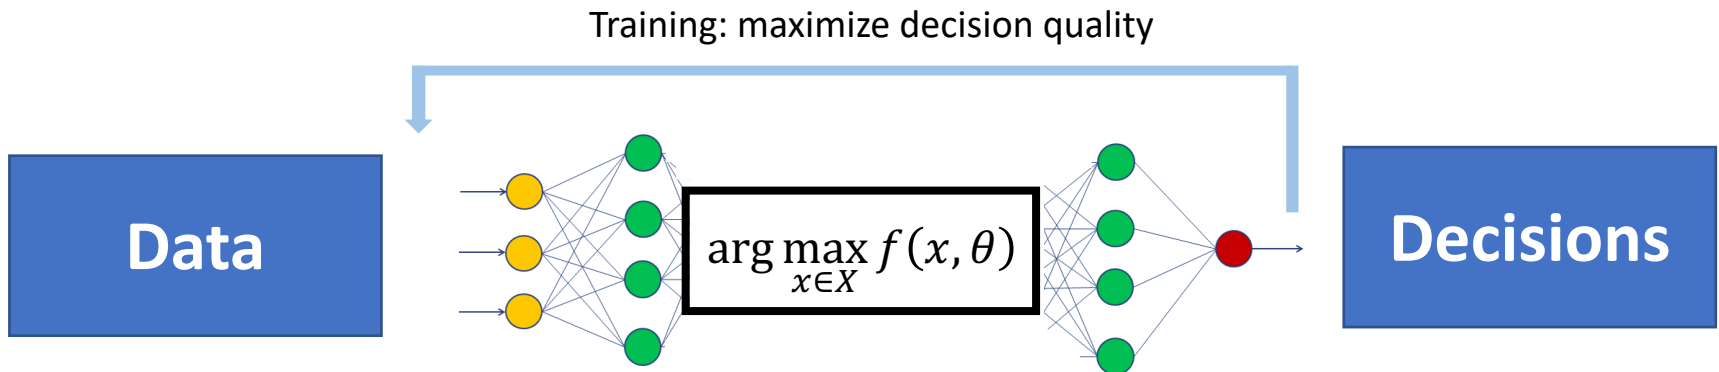 Training: maximize decision quality
Data
arg max f(x, θ)
x∈X
Decisions